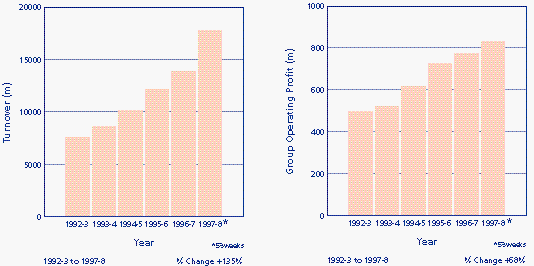 20000
15000
10000
5000
0
Turnover (m)
1992-3 1993-4 1994-5 1995-6 1996-7 1997-8*
Year
*53weeks
1992-3 to 1997-8 % Change +135%
1000
800
600
400
200
0
Group Operating Profit (m)
1992-3 1993-4 1994-5 1995-6 1996-7 1997-8*
Year
*53weeks
1992-3 to 1997-8 % Change +68%